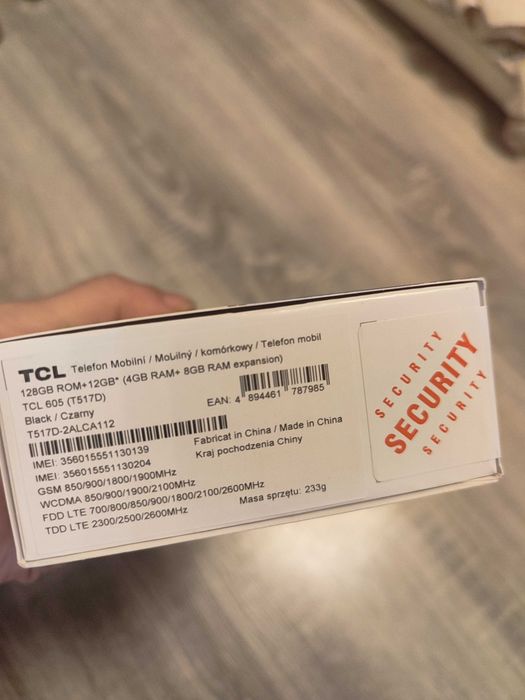 TCL Telefon Mobilní / Mobilný / komórkowy / Telefon mobil
128GB ROM+12GB* (4GB RAM+ 8GB RAM expansion)
TCL 605 (T517D)
Black / Czarny
EAN: 4 894461 787985
T517D-2ALCA112
IMEI: 356015551130139
IMEI: 356015551130204
Fabricat in China / Made in China
Kraj pochodzenia Chiny
GSM 850/900/1800/1900MHz
WCDMA 850/900/1900/2100MHz
FDD LTE 700/800/850/900/1800/2100/2600MHz
TDD LTE 2300/2500/2600MHz
Masa sprzętu: 233g
SECURITY
SECURITY
SECURITY